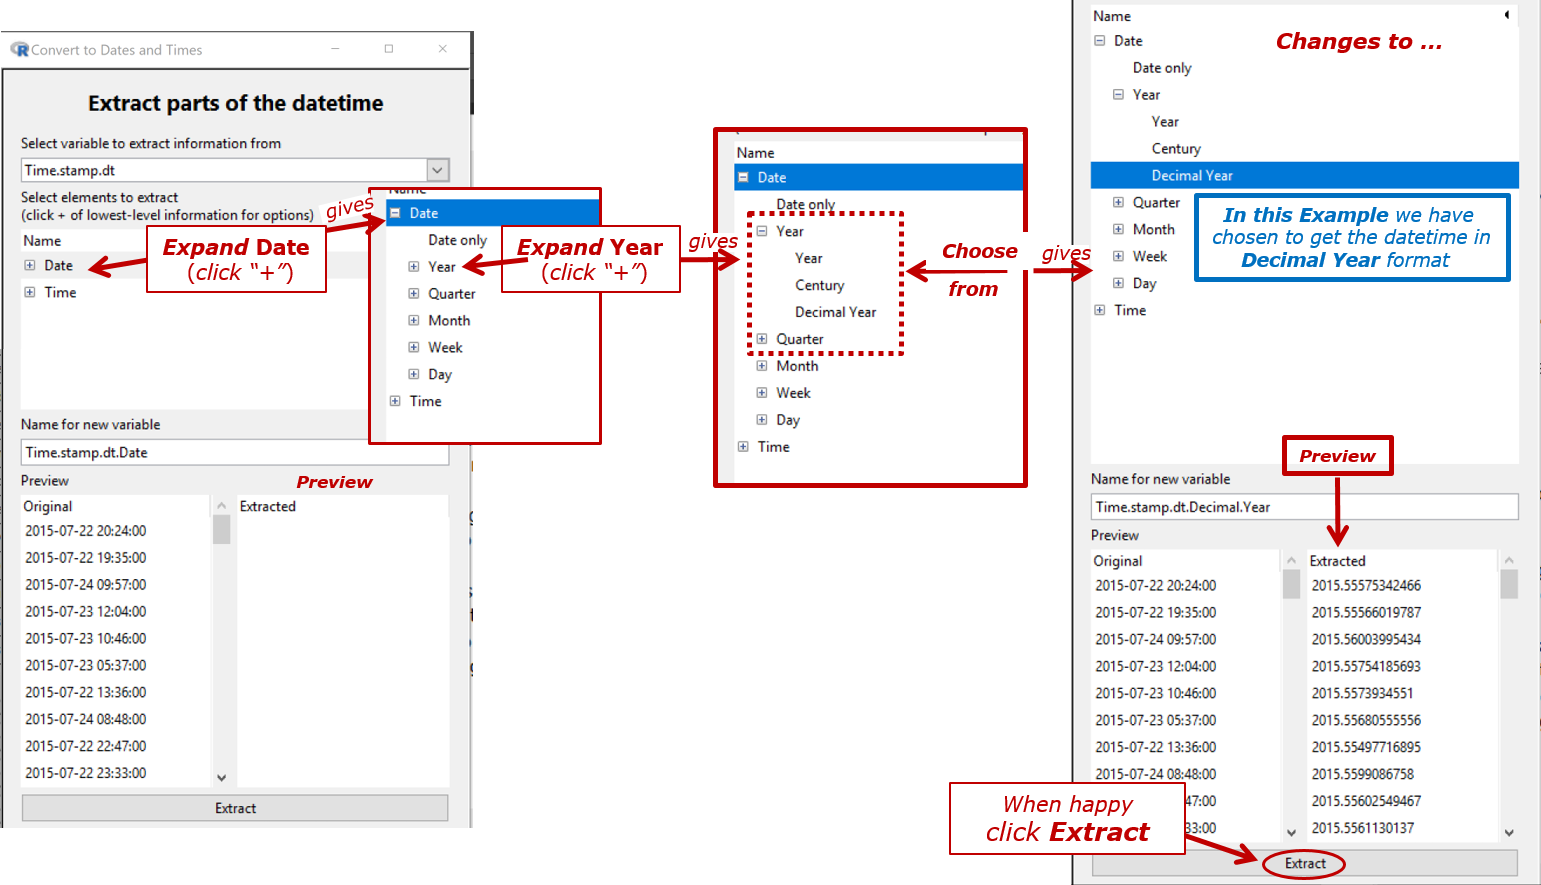 Convert to Dates and Times
Extract parts of the datetime
Select variable to extract information from
Time.stamp.dt
Select elements to extract
(click + of lowest-level information for options)
Name
Date
Time
Expand Date
(click “+”)
gives
Date
Date only
Year
Quarter
Month
Week
Day
Time
Expand Year
(click “+”)
gives
Name for new variable
Time.stamp.dt.Date
Preview
Preview
Original
Extracted
2015-07-22 20:24:00
2015-07-22 19:35:00
2015-07-24 09:57:00
2015-07-23 12:04:00
2015-07-23 10:46:00
2015-07-23 05:37:00
2015-07-22 13:36:00
2015-07-24 08:48:00
2015-07-22 22:47:00
2015-07-22 23:33:00
Extract
Name
Date
Date only
Year
Year
Century
Decimal Year
Quarter
Month
Week
Day
Time
Choose
from
gives
Name
Changes to ...
Date
Date only
Year
Year
Century
Decimal Year
Quarter
Month
Week
Day
Time
In this Example we have
chosen to get the datetime in
Decimal Year format
Preview
Name for new variable
Time.stamp.dt.Decimal.Year
Preview
Original
Extracted
2015-07-22 20:24:00
2015.55575342466
2015-07-22 19:35:00
2015.55566019787
2015-07-24 09:57:00
2015.56003995434
2015-07-23 12:04:00
2015.55754185693
2015-07-23 10:46:00
2015.5573934551
2015-07-23 05:37:00
2015.55680555556
2015-07-22 13:36:00
2015.55497716895
2015-07-24 08:48:00
2015.5599086758
47:00
2015.55602549467
33:00
2015.5561130137
When happy
click Extract
Extract